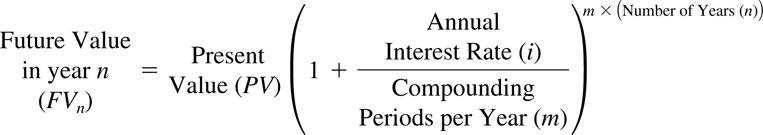 Future Value
in year n
(FVn)
=
Present
Value (PV)
(1 +
Annual
Interest Rate (i)
Compounding
Periods per Year (m)
)
m × (Number of Years (n))